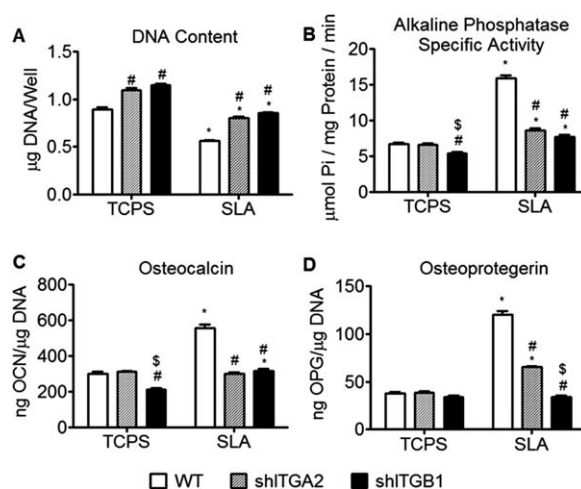 A
DNA Content
μg DNA/Well
1.5
1.0
0.5
0.0
#
#
*
#
*
#
*
TCPS
SLA
B
Alkaline Phosphatase
Specific Activity
μmol Pi / mg Protein / min
20
15
10
5
0
$
#
*
#
*
#
*
TCPS
SLA
C
Osteocalcin
ng OCN/μg DNA
800
600
400
200
0
$
#
*
#
#
*
TCPS
SLA
D
Osteoprotegerin
ng OPG/μg DNA
150
100
50
0
*
#
*
$
#
TCPS
SLA
WT
shITGA2
shITGB1